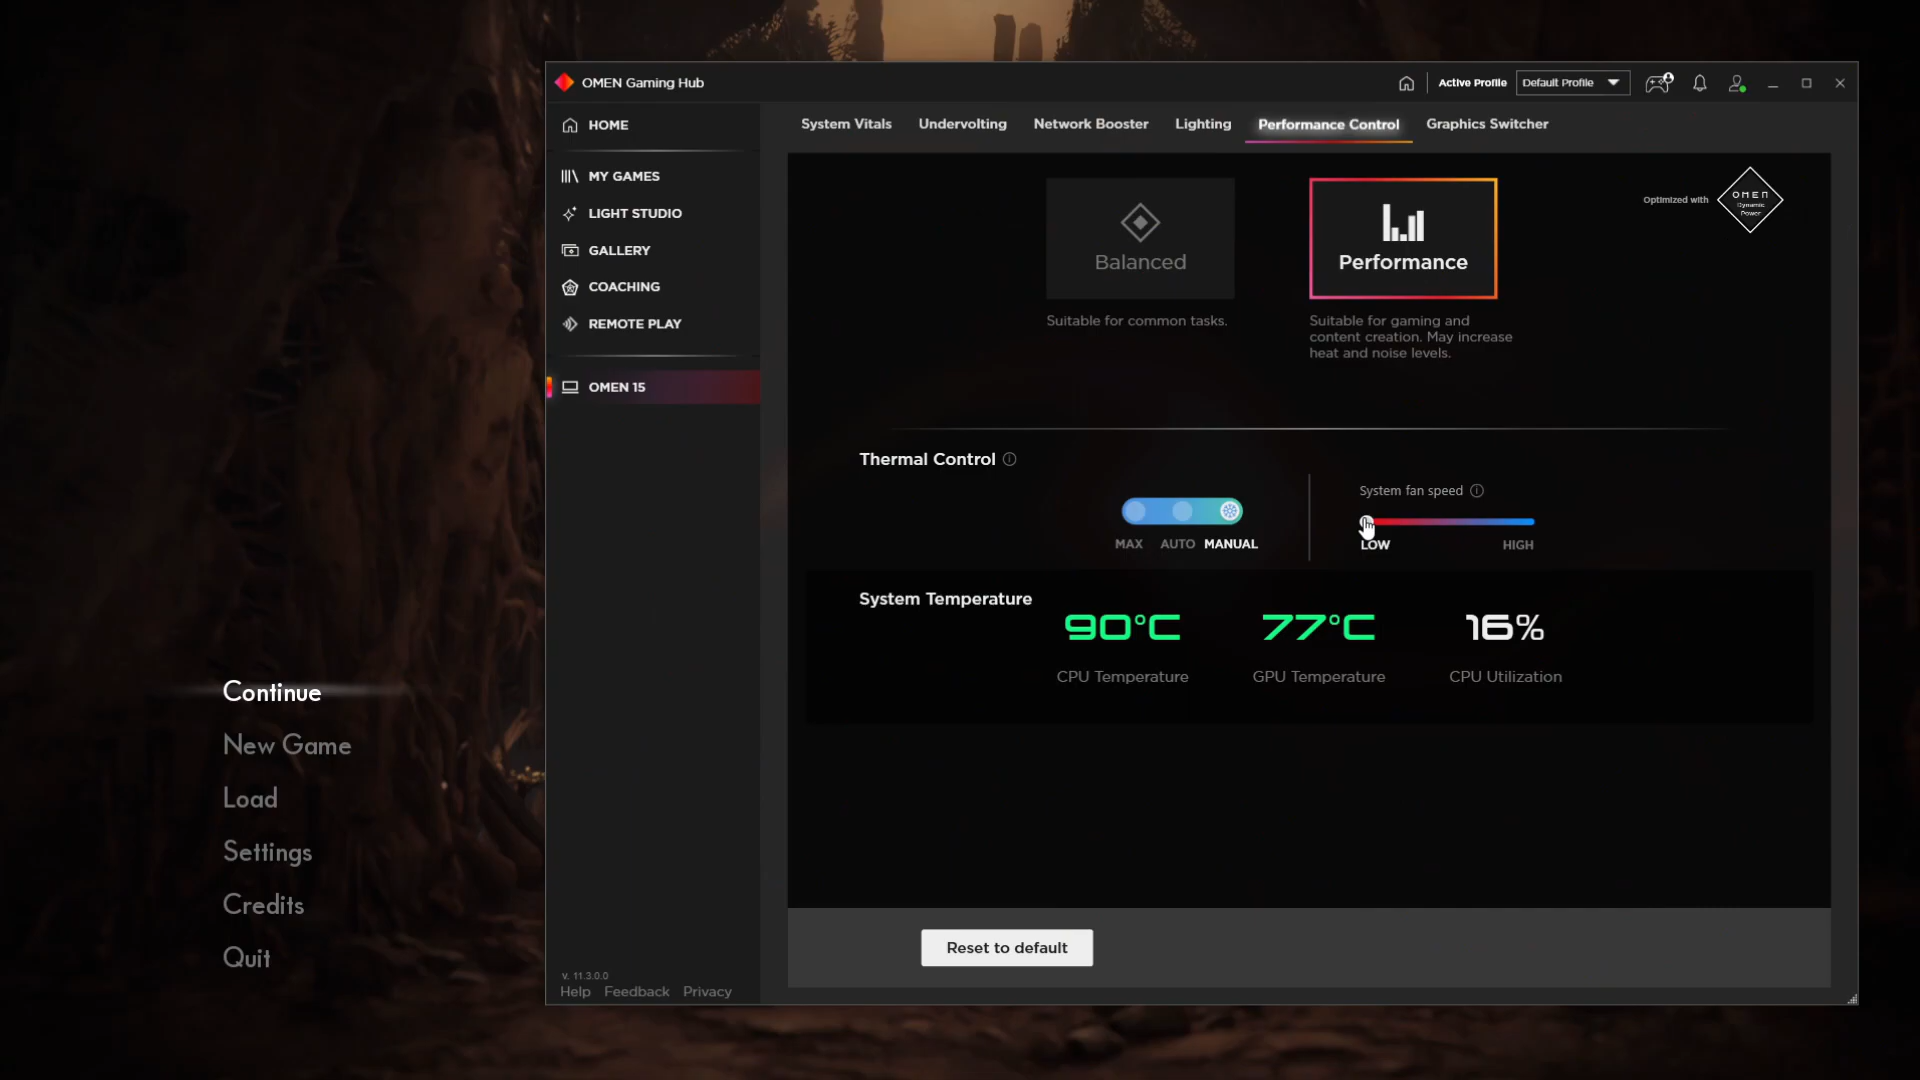 OMEN Gaming Hub
Active Profile
Default Profile
HOME
MY GAMES
LIGHT STUDIO
GALLERY
COACHING
REMOTE PLAY
OMEN 15
System Vitals
Undervolting
Network Booster
Lighting
Performance Control
Graphics Switcher
Balanced
Suitable for common tasks.
Performance
Suitable for gaming and
content creation. May increase
heat and noise levels.
Optimized with
OMEN
Dynamic
Power
Thermal Control
MAX
AUTO
MANUAL
System fan speed
LOW
HIGH
System Temperature
90°C
CPU Temperature
77°C
GPU Temperature
16%
CPU Utilization
Reset to default
v. 11.3.0.0
Help
Feedback
Privacy
Continue
New Game
Load
Settings
Credits
Quit